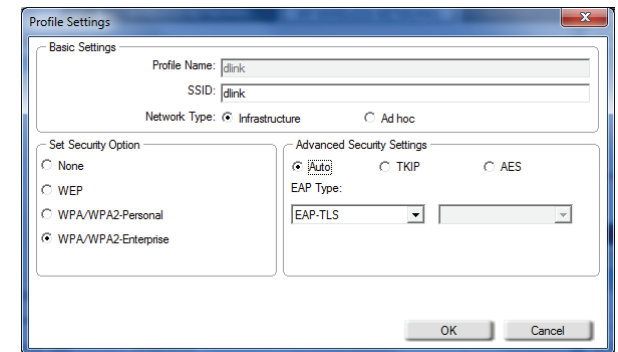 Profile Settings
Basic Settings
Profile Name: dlink
SSID: dlink
Network Type: Infrastructure Ad hoc
Set Security Option
None
WEP
WPA/WPA2-Personal
WPA/WPA2-Enterprise
Advanced Security Settings
Auto TKIP AES
EAP Type:
EAP-TLS
OK Cancel